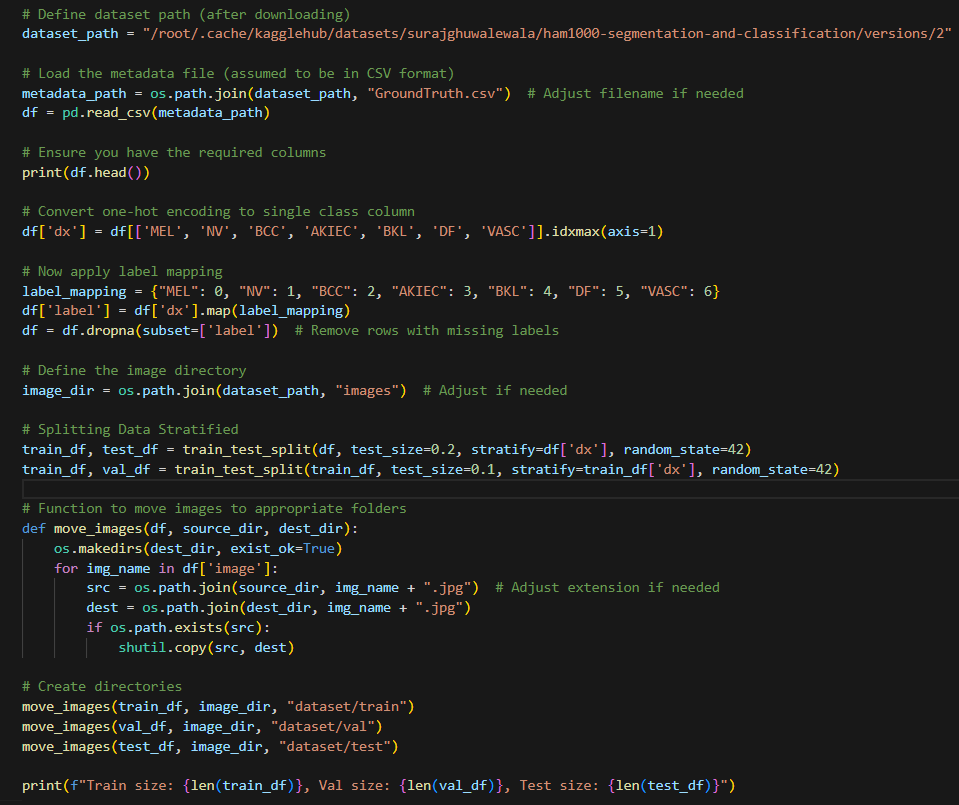 # Define dataset path (after downloading)
dataset_path = "/root/.cache/kagglehub/datasets/surajghuwalewala/ham1000-segmentation-and-classification/versions/2"
# Load the metadata file (assumed to be in CSV format)
metadata_path = os.path.join(dataset_path, "GroundTruth.csv")  # Adjust filename if needed
df = pd.read_csv(metadata_path)
# Ensure you have the required columns
print(df.head())
# Convert one-hot encoding to single class column
df['dx'] = df[['MEL', 'NV', 'BCC', 'AKIEC', 'BKL', 'DF', 'VASC']].idxmax(axis=1)
# Now apply label mapping
label_mapping = {"MEL": 0, "NV": 1, "BCC": 2, "AKIEC": 3, "BKL": 4, "DF": 5, "VASC": 6}
df['label'] = df['dx'].map(label_mapping)
df = df.dropna(subset=['label'])  # Remove rows with missing labels
# Define the image directory
image_dir = os.path.join(dataset_path, "images")  # Adjust if needed
# Splitting Data Stratified
train_df, test_df = train_test_split(df, test_size=0.2, stratify=df['dx'], random_state=42)
train_df, val_df = train_test_split(train_df, test_size=0.1, stratify=train_df['dx'], random_state=42)
# Function to move images to appropriate folders
def move_images(df, source_dir, dest_dir):
    os.makedirs(dest_dir, exist_ok=True)
    for img_name in df['image']:
        src = os.path.join(source_dir, img_name + ".jpg")  # Adjust extension if needed
        dest = os.path.join(dest_dir, img_name + ".jpg")
        if os.path.exists(src):
            shutil.copy(src, dest)
# Create directories
move_images(train_df, image_dir, "dataset/train")
move_images(val_df, image_dir, "dataset/val")
move_images(test_df, image_dir, "dataset/test")
print(f"Train size: {len(train_df)}, Val size: {len(val_df)}, Test size: {len(test_df)}")